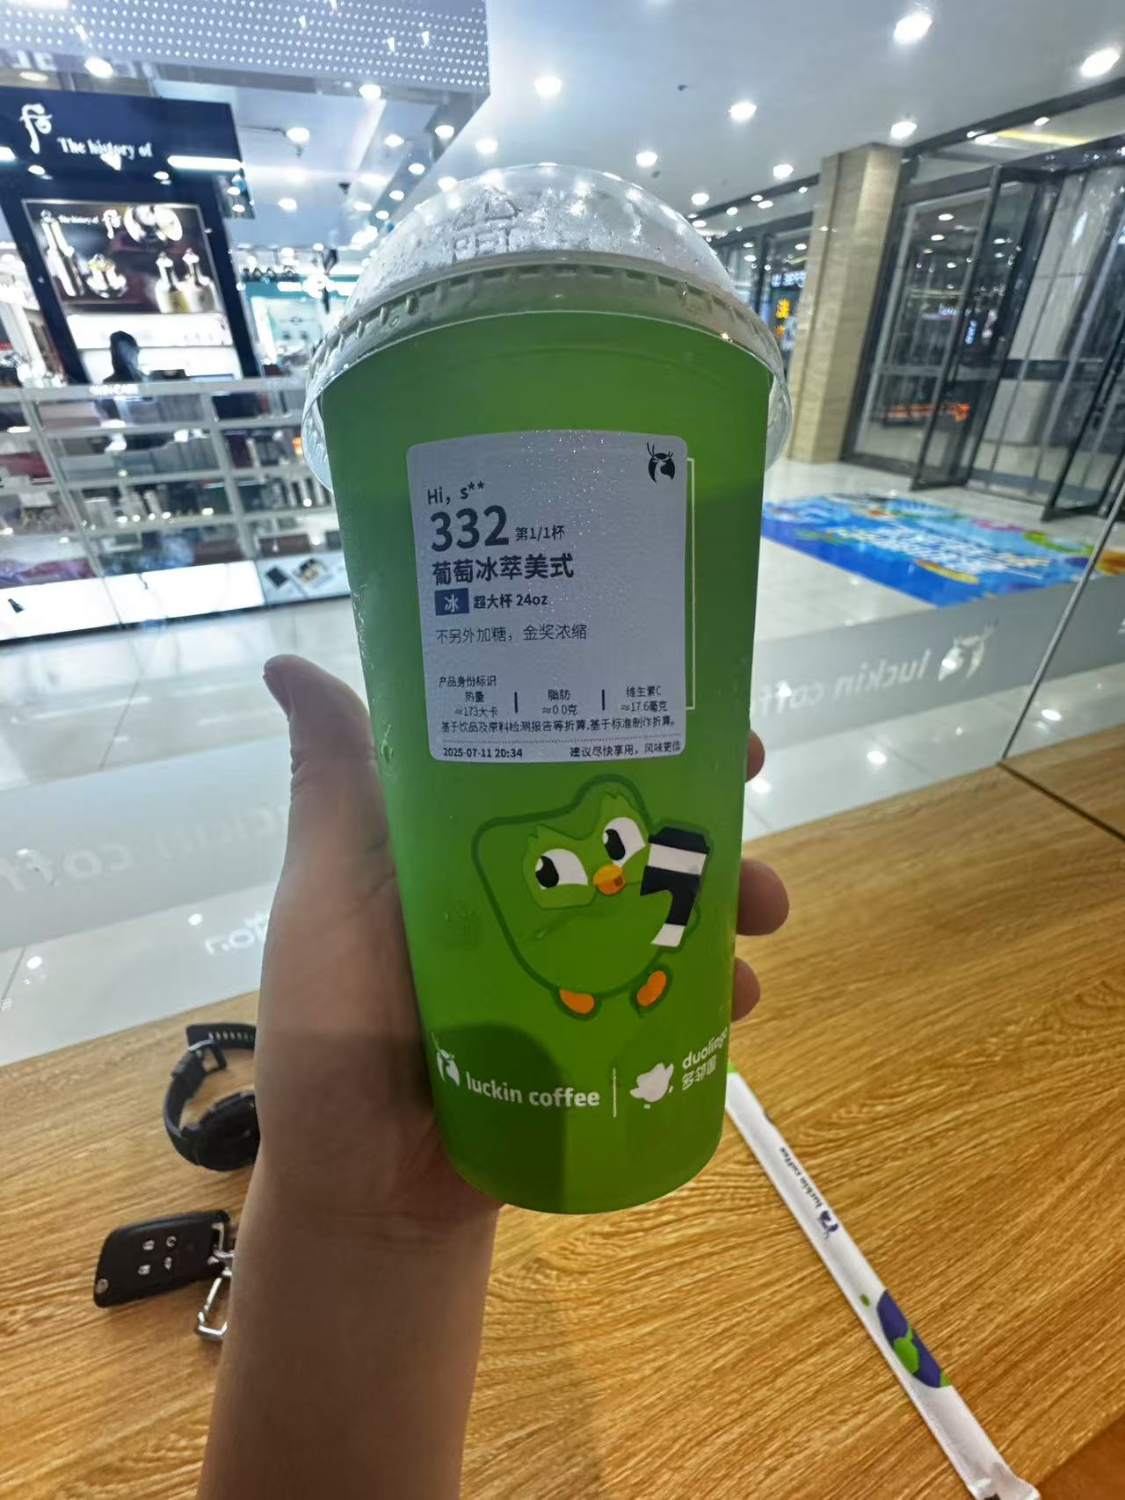 The history of
The history of
Hi，s**
332 第1/1杯
葡萄冰萃美式
冰 超大杯 24oz
不另外加糖，金奖浓缩
产品身份标识
热量 脂肪 维生素C
≈173大卡 ≈0.0克 ≈17.6毫克
基于饮品及原料检测报告等折算,基于标准制作折算。
2025-07-11 20:34 建议尽快享用，风味更佳
luckin coffee
duolingo
多邻国
luckin coffee
luckin coffee